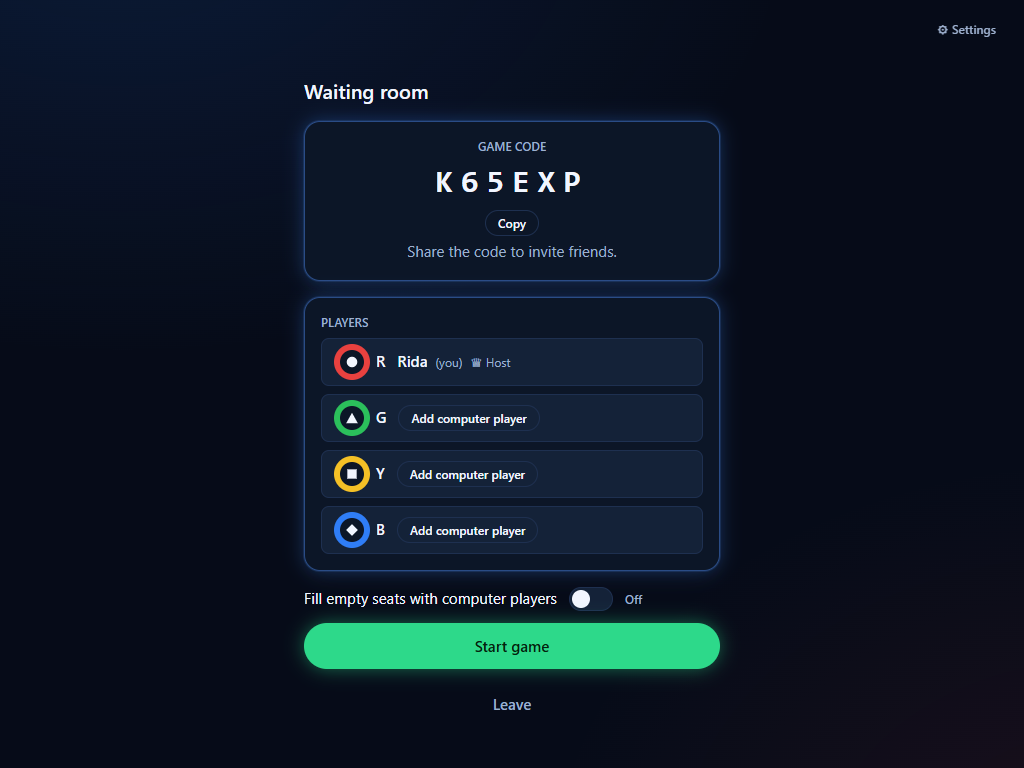 ⚙ Settings
Waiting room
GAME CODE
K65EXP
Copy
Share the code to invite friends.
PLAYERS
R Rida (you) ♛ Host
G Add computer player
Y Add computer player
B Add computer player
Fill empty seats with computer players Off
Start game
Leave